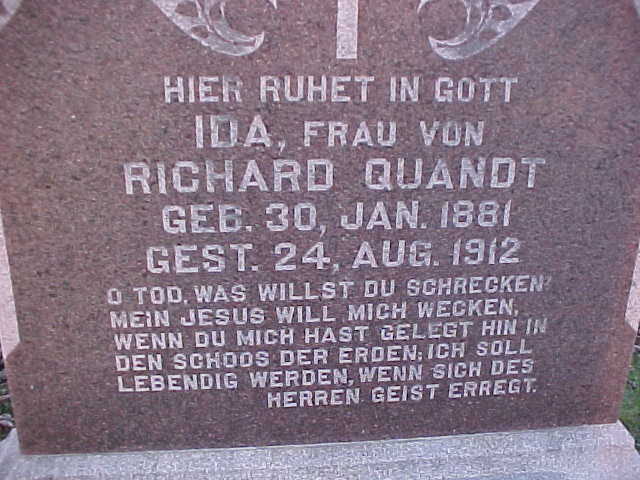 HIER RUHET IN GOTT
IDA, FRAU VON
RICHARD QUANDT
GEB. 30, JAN. 1881
GEST. 24, AUG. 1912
O TOD, WAS WILLST DU SCHRECKEN?
MEIN JESUS WILL MICH WECKEN,
WENN DU MICH HAST GELEGT HIN IN
DEN SCHOOS DER ERDEN; ICH SOLL
LEBENDIG WERDEN, WENN SICH DES
HERREN GEIST ERREGT.